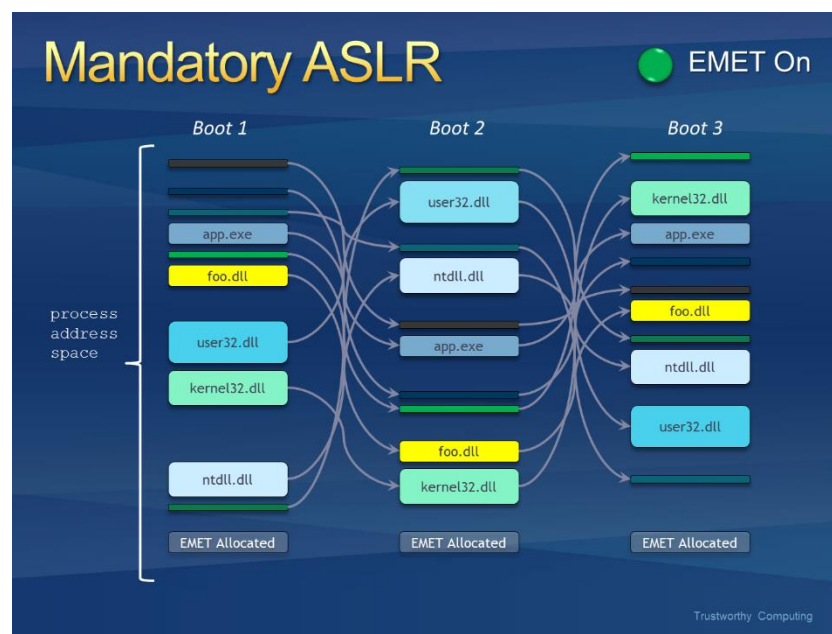 Mandatory ASLR
EMET On
Boot 1
Boot 2
Boot 3
process
address
space
app.exe
foo.dll
user32.dll
kernel32.dll
ntdll.dll
EMET Allocated
user32.dll
ntdll.dll
app.exe
foo.dll
kernel32.dll
EMET Allocated
kernel32.dll
app.exe
foo.dll
ntdll.dll
user32.dll
EMET Allocated
Trustworthy Computing